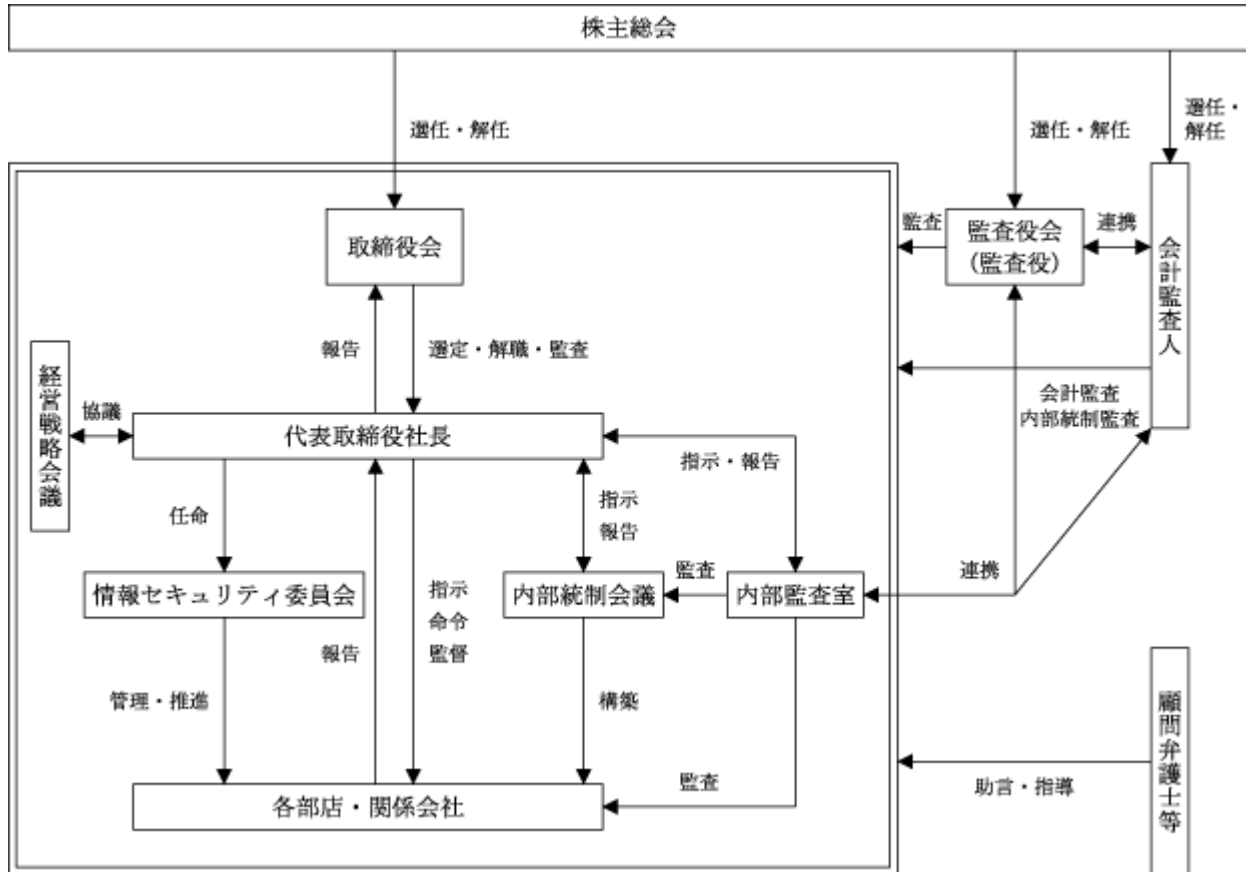 株主総会
選任・解任
選任・解任
選任・
解任
取締役会
監査
監査役会
(監査役)
連携
会計監査人
報告
選定・解職・監査
経営戦略会議
協議
代表取締役社長
会計監査
内部統制監査
指示・報告
任命
指示
報告
情報セキュリティ委員会
指示
命令
監督
内部統制会議
監査
内部監査室
連携
報告
管理・推進
構築
顧問弁護士等
監査
助言・指導
各部店・関係会社